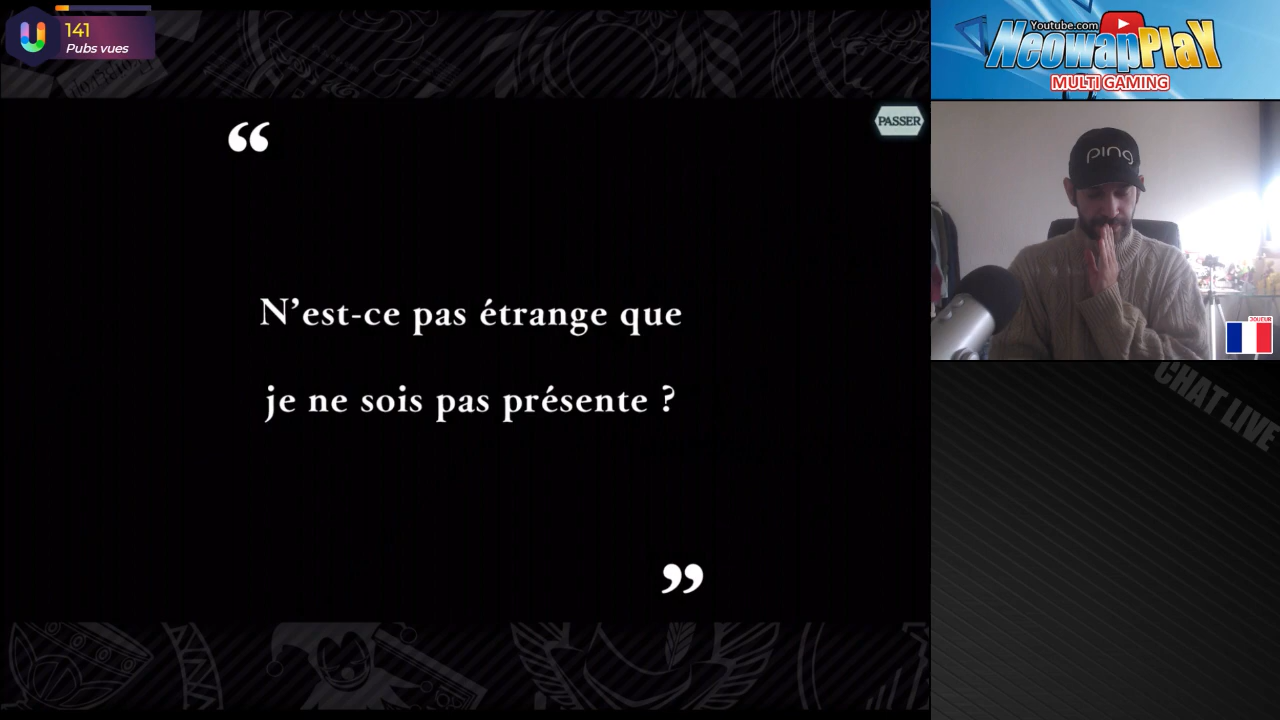 141
Pubs vues
PASSER
“
N’est-ce pas étrange que
je ne sois pas présente ?
”
Youtube.com
NeowapPlaY
MULTI GAMING
ping
JOUEUR
CHAT LIVE